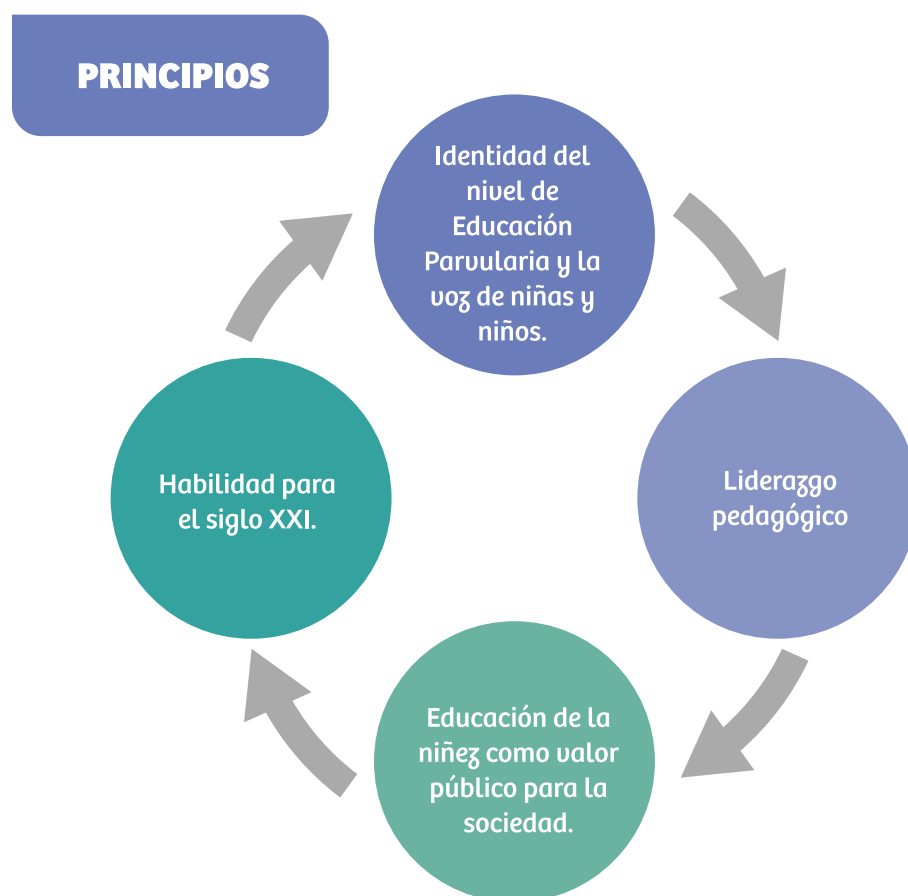 PRINCIPIOS
Identidad del
nivel de
Educación
Parvularia y la
voz de niñas y
niños.
Liderazgo
pedagógico
Educación de la
niñez como valor
público para la
sociedad.
Habilidad para
el siglo XXI.